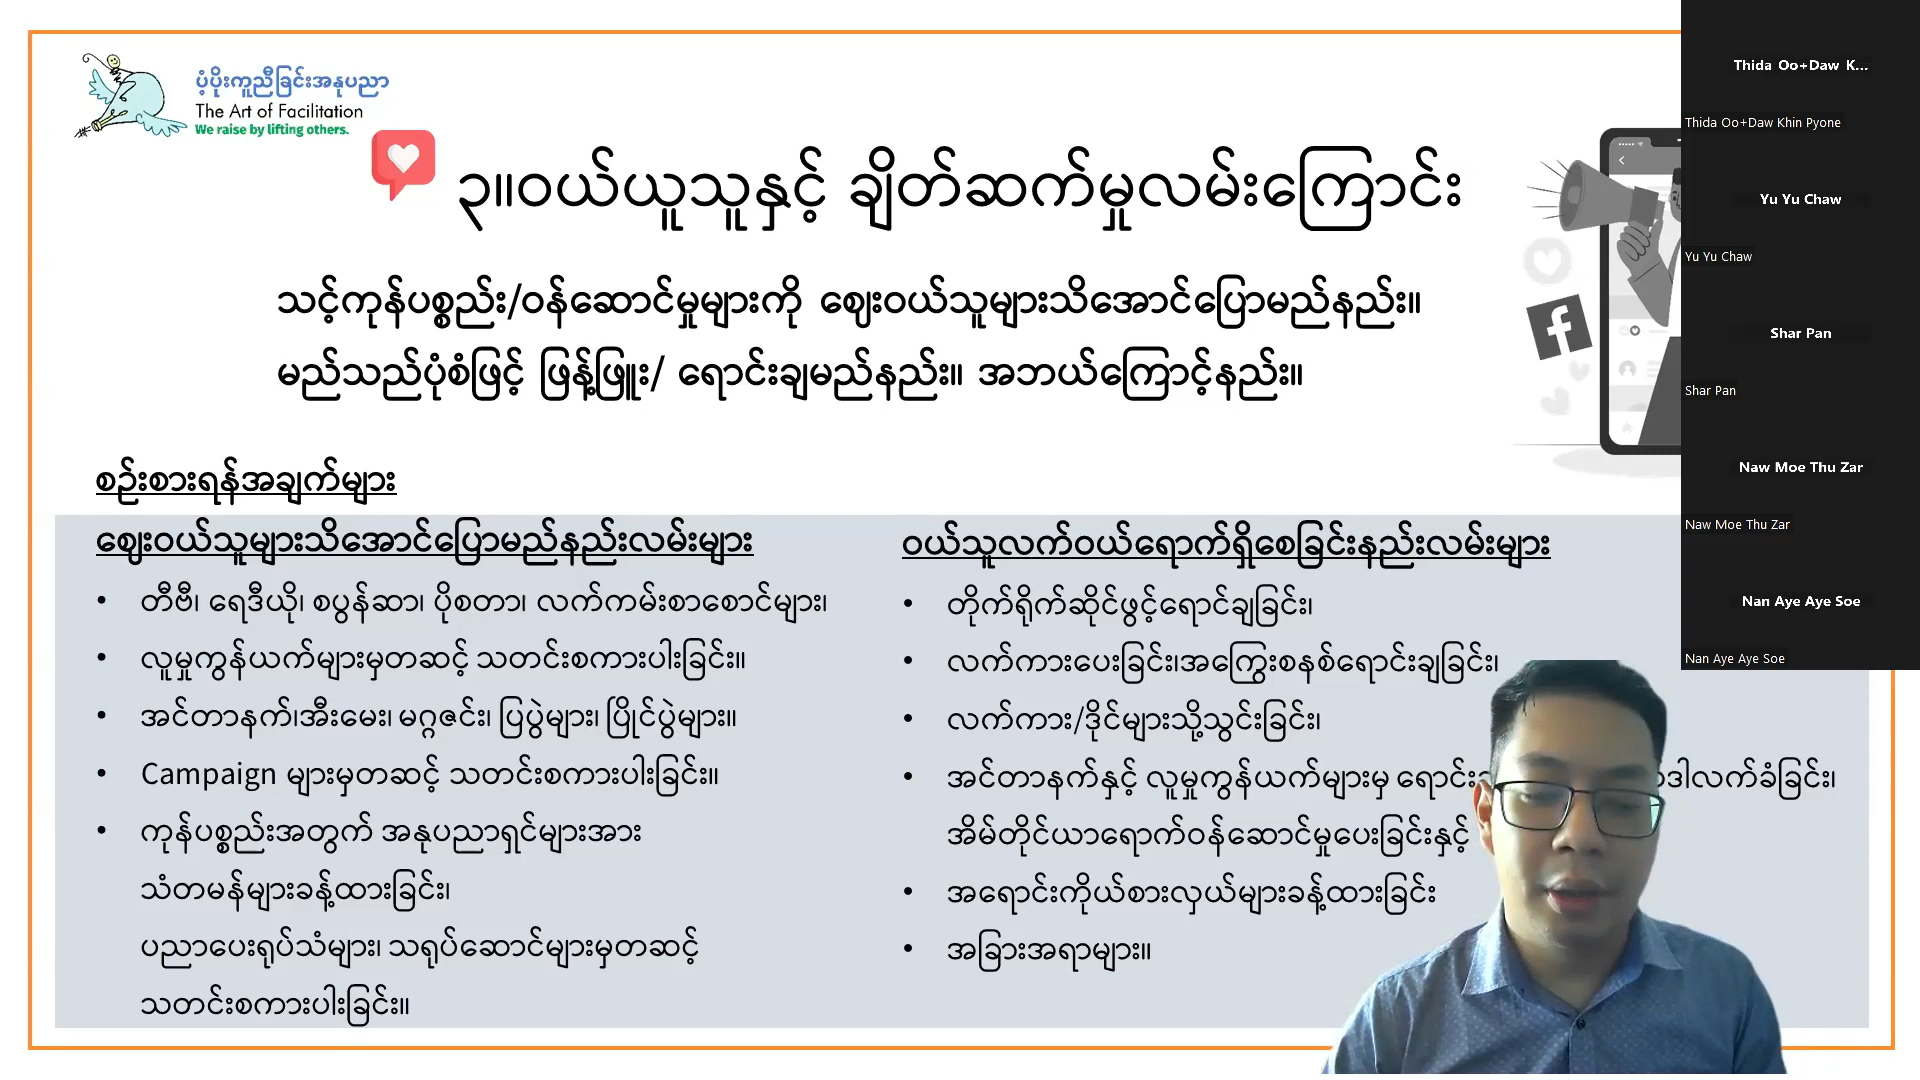 ပံ့ပိုးကူညီခြင်းအနုပညာ
The Art of Facilitation
We raise by lifting others.
၃။ဝယ်ယူသူနှင့် ချိတ်ဆက်မှုလမ်းကြောင်း
သင့်ကုန်ပစ္စည်း/ဝန်ဆောင်မှုများကို ဈေးဝယ်သူများသိအောင်ပြောမည်နည်း။
မည်သည်ပုံစံဖြင့် ဖြန့်ဖြူး/ ရောင်းချမည်နည်း။ အဘယ်ကြောင့်နည်း။
စဉ်းစားရန်အချက်များ
ဈေးဝယ်သူများသိအောင်ပြောမည်နည်းလမ်းများ
• တီဗီ၊ ရေဒီယို၊ စပွန်ဆာ၊ ပိုစတာ၊ လက်ကမ်းစာစောင်များ၊
• လူမှုကွန်ယက်များမှတဆင့် သတင်းစကားပါးခြင်း။
• အင်တာနက်၊အီးမေး၊ မဂ္ဂဇင်း၊ ပြပွဲများ၊ ပြိုင်ပွဲများ။
• Campaign များမှတဆင့် သတင်းစကားပါးခြင်း။
• ကုန်ပစ္စည်းအတွက် အနုပညာရှင်များအား
သံတမန်များခန့်ထားခြင်း၊
ပညာပေးရုပ်သံများ၊ သရုပ်ဆောင်များမှတဆင့်
သတင်းစကားပါးခြင်း။
ဝယ်သူလက်ဝယ်ရောက်ရှိစေခြင်းနည်းလမ်းများ
• တိုက်ရိုက်ဆိုင်ဖွင့်ရောင်ချခြင်း၊
• လက်ကားပေးခြင်း၊အကြွေးစနစ်ရောင်းချခြင်း၊
• လက်ကား/ဒိုင်များသို့သွင်းခြင်း၊
• အင်တာနက်နှင့် လူမှုကွန်ယက်များမှ ဒါလက်ခံခြင်း၊
အိမ်တိုင်ယာရောက်ဝန်ဆောင်မှုပေးခြင်းနှင့်
• အရောင်းကိုယ်စားလှယ်များခန့်ထားခြင်း
• အခြားအရာများ။
Thida Oo+Daw K...
Thida Oo+Daw Khin Pyone
Yu Yu Chaw
Yu Yu Chaw
Shar Pan
Shar Pan
Naw Moe Thu Zar
Naw Moe Thu Zar
Nan Aye Aye Soe
Nan Aye Aye Soe